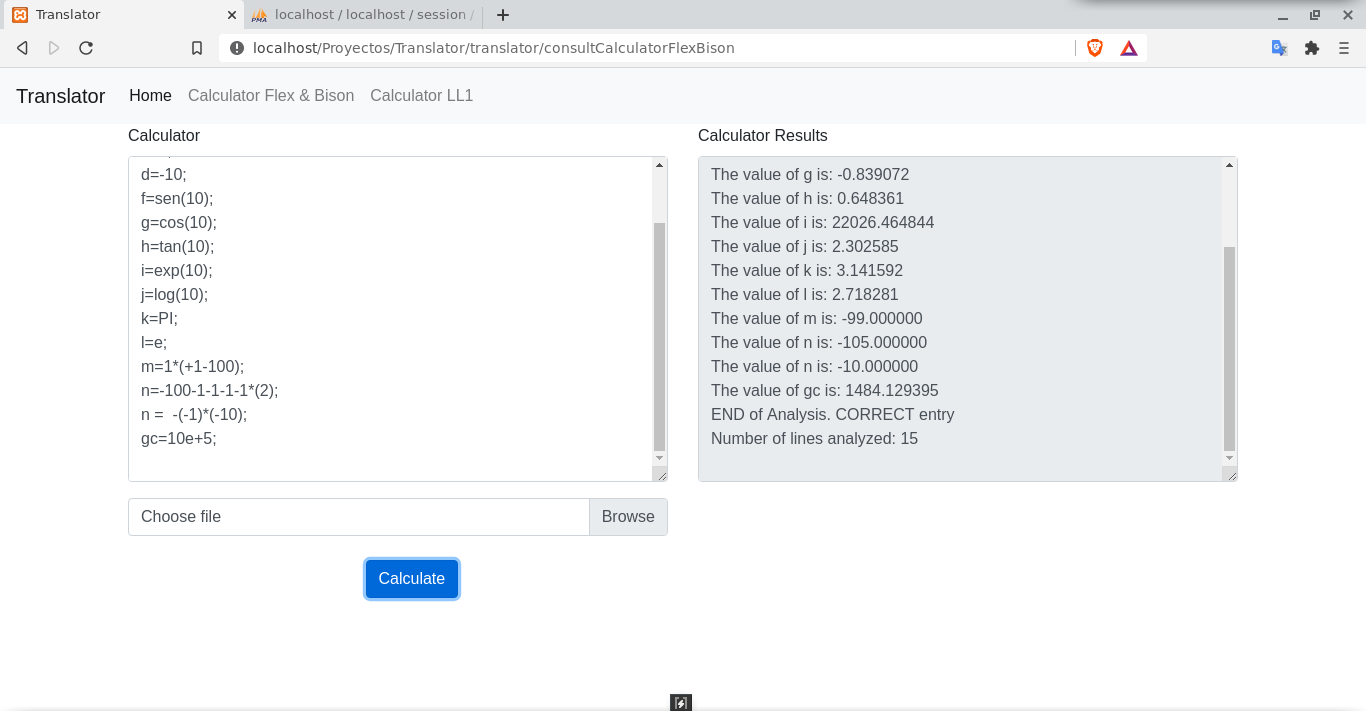 Translator
localhost / localhost / session /
PMA
localhost/Proyectos/Translator/translator/consultCalculatorFlexBison
Translator
Home
Calculator Flex & Bison
Calculator LL1
Calculator
d=-10;
f=sen(10);
g=cos(10);
h=tan(10);
i=exp(10);
j=log(10);
k=PI;
l=e;
m=1*(+1-100);
n=-100-1-1-1-1*(2);
n =  -(-1)*(-10);
gc=10e+5;
Choose file
Browse
Calculate
Calculator Results
The value of g is: -0.839072
The value of h is: 0.648361
The value of i is: 22026.464844
The value of j is: 2.302585
The value of k is: 3.141592
The value of l is: 2.718281
The value of m is: -99.000000
The value of n is: -105.000000
The value of n is: -10.000000
The value of gc is: 1484.129395
END of Analysis. CORRECT entry
Number of lines analyzed: 15